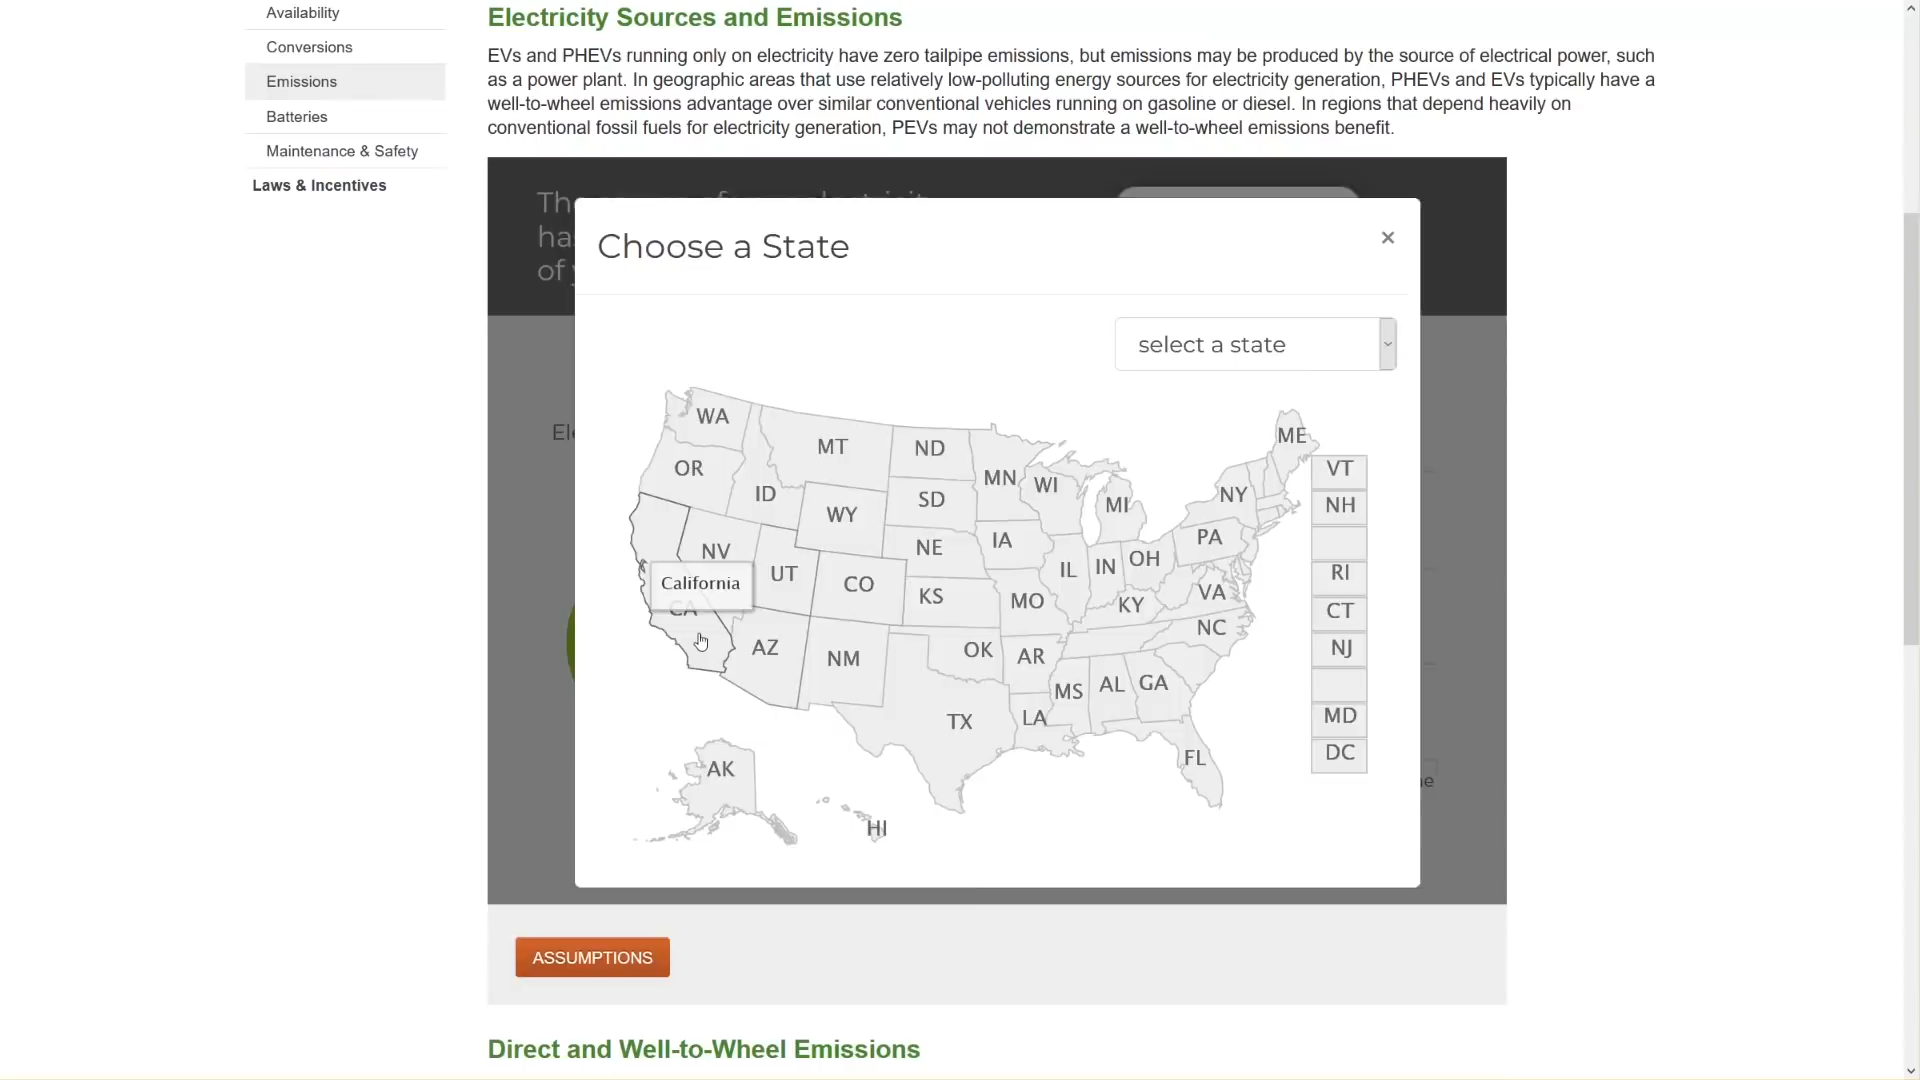 Availability
Conversions
Emissions
Batteries
Maintenance & Safety
Laws & Incentives
Electricity Sources and Emissions
EVs and PHEVs running only on electricity have zero tailpipe emissions, but emissions may be produced by the source of electrical power, such
as a power plant. In geographic areas that use relatively low-polluting energy sources for electricity generation, PHEVs and EVs typically have a
well-to-wheel emissions advantage over similar conventional vehicles running on gasoline or diesel. In regions that depend heavily on
conventional fossil fuels for electricity generation, PEVs may not demonstrate a well-to-wheel emissions benefit.
Choose a State
×
select a state
WA
MT
ND
MN
ME
OR
ID
WY
SD
WI
MI
NY
VT
NH
NV
UT
CO
NE
IA
IL
IN
OH
PA
RI
California
CA
KS
MO
KY
VA
CT
AZ
NM
OK
AR
NC
NJ
TX
LA
MS
AL
GA
MD
FL
DC
AK
HI
ASSUMPTIONS
Direct and Well-to-Wheel Emissions